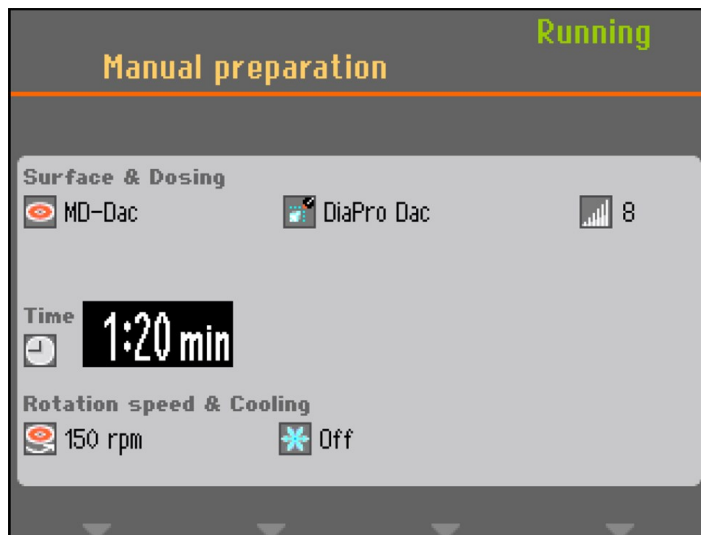 Running
Manual preparation
Surface & Dosing
MD-Dac DiaPro Dac 8
Time
1:20 min
Rotation speed & Cooling
150 rpm Off